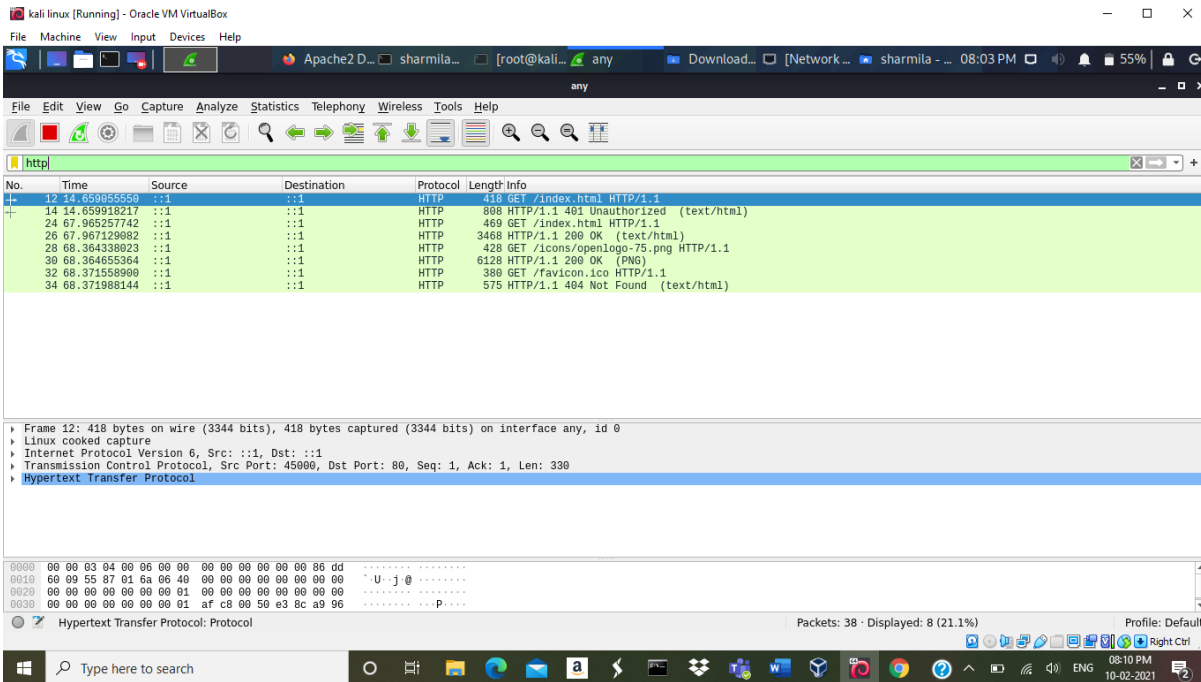 kali linux [Running] - Oracle VM VirtualBox
File Machine View Input Devices Help
Apache2 D... sharmila... [root@kali... any Download... [Network ... sharmila - ... 08:03 PM 55%
any
File Edit View Go Capture Analyze Statistics Telephony Wireless Tools Help
http
No. Time Source Destination Protocol Length Info
12 14.659055550 ::1 ::1 HTTP 418 GET /index.html HTTP/1.1
14 14.659918217 ::1 ::1 HTTP 808 HTTP/1.1 401 Unauthorized (text/html)
24 67.965257742 ::1 ::1 HTTP 469 GET /index.html HTTP/1.1
26 67.967129082 ::1 ::1 HTTP 3468 HTTP/1.1 200 OK (text/html)
28 68.364338023 ::1 ::1 HTTP 428 GET /icons/openlogo-75.png HTTP/1.1
30 68.364655364 ::1 ::1 HTTP 6128 HTTP/1.1 200 OK (PNG)
32 68.371558900 ::1 ::1 HTTP 380 GET /favicon.ico HTTP/1.1
34 68.371988144 ::1 ::1 HTTP 575 HTTP/1.1 404 Not Found (text/html)
Frame 12: 418 bytes on wire (3344 bits), 418 bytes captured (3344 bits) on interface any, id 0
Linux cooked capture
Internet Protocol Version 6, Src: ::1, Dst: ::1
Transmission Control Protocol, Src Port: 45000, Dst Port: 80, Seq: 1, Ack: 1, Len: 330
Hypertext Transfer Protocol
0000 00 00 03 04 00 06 00 00 00 00 00 00 00 00 86 dd ········ ········
0010 60 09 55 87 01 6a 06 40 00 00 00 00 00 00 00 00 `·U··j·@ ········
0020 00 00 00 00 00 00 00 01 00 00 00 00 00 00 00 00 ········ ········
0030 00 00 00 00 00 00 00 01 af c8 00 50 e3 8c a9 96 ········ ···P····
Hypertext Transfer Protocol: Protocol Packets: 38 · Displayed: 8 (21.1%) Profile: Default
Right Ctrl
Type here to search ENG 08:10 PM
10-02-2021